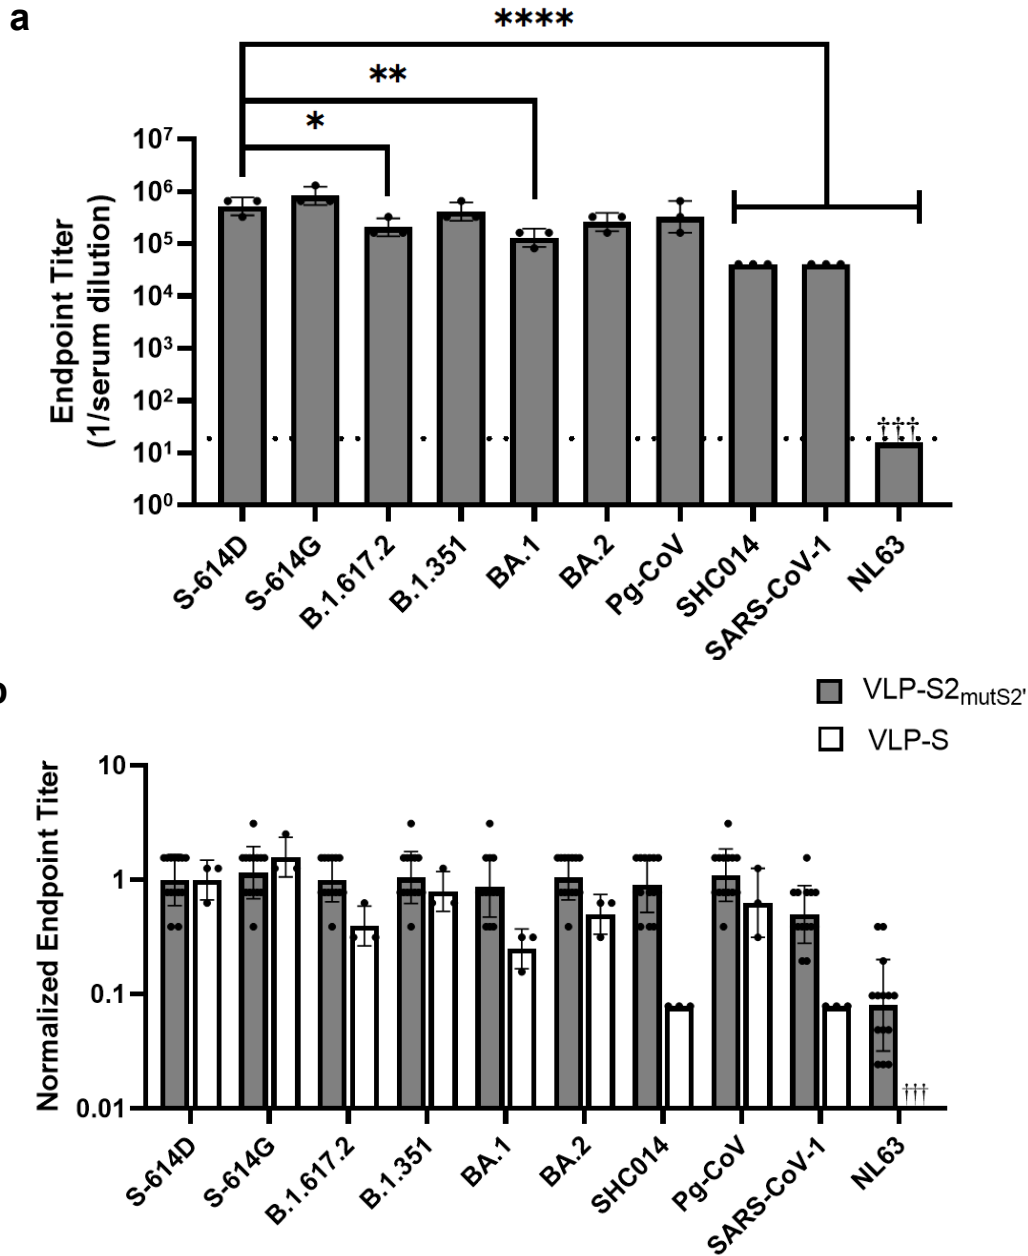 a
****
**
*
10⁷
10⁶
10⁵
10⁴
10³
10²
10¹
10⁰
Endpoint Titer
(1/serum dilution)
†††
S-614D
S-614G
B.1.617.2
B.1.351
BA.1
BA.2
Pg-CoV
SHC014
SARS-CoV-1
NL63
VLP-S2mutS2'
VLP-S
10
1
0.1
0.01
Normalized Endpoint Titer
†††
S-614D
S-614G
B.1.617.2
B.1.351
BA.1
BA.2
SHC014
Pg-CoV
SARS-CoV-1
NL63